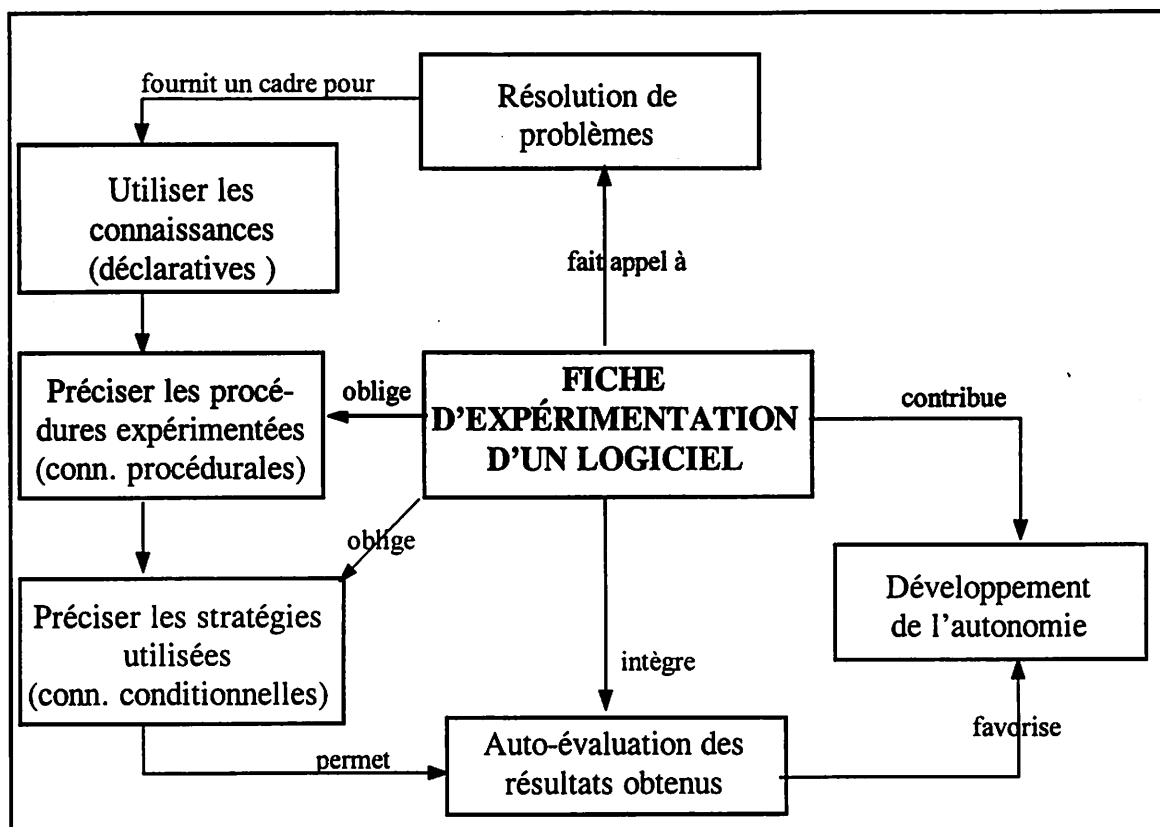 fournit un cadre pour
Résolution de
problèmes
Utiliser les
connaissances
(déclaratives )
fait appel à
Préciser les procé-
dures expérimentées
(conn. procédurales)
oblige
FICHE
D'EXPÉRIMENTATION
D'UN LOGICIEL
contribue
oblige
Préciser les stratégies
utilisées
(conn. conditionnelles)
Développement
de l'autonomie
intègre
permet
Auto-évaluation des
résultats obtenus
favorise